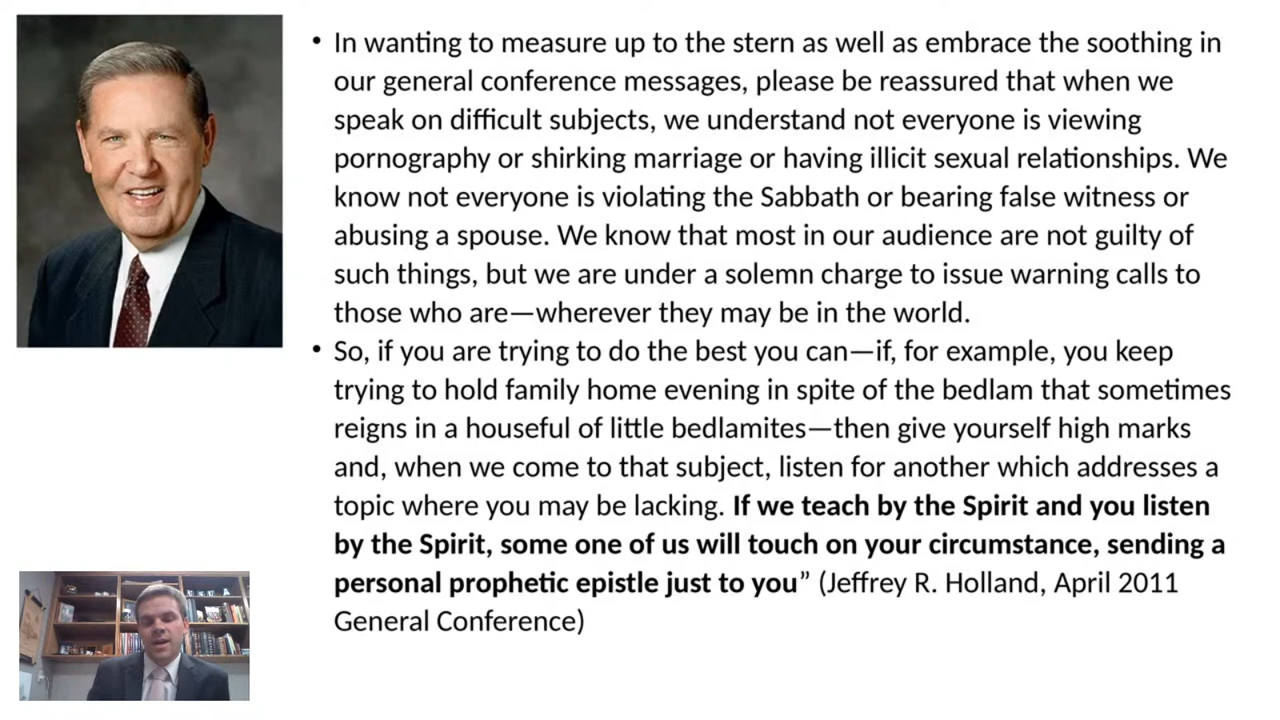 • In wanting to measure up to the stern as well as embrace the soothing in
our general conference messages, please be reassured that when we
speak on difficult subjects, we understand not everyone is viewing
pornography or shirking marriage or having illicit sexual relationships. We
know not everyone is violating the Sabbath or bearing false witness or
abusing a spouse. We know that most in our audience are not guilty of
such things, but we are under a solemn charge to issue warning calls to
those who are—wherever they may be in the world.
• So, if you are trying to do the best you can—if, for example, you keep
trying to hold family home evening in spite of the bedlam that sometimes
reigns in a houseful of little bedlamites—then give yourself high marks
and, when we come to that subject, listen for another which addresses a
topic where you may be lacking. If we teach by the Spirit and you listen
by the Spirit, some one of us will touch on your circumstance, sending a
personal prophetic epistle just to you” (Jeffrey R. Holland, April 2011
General Conference)